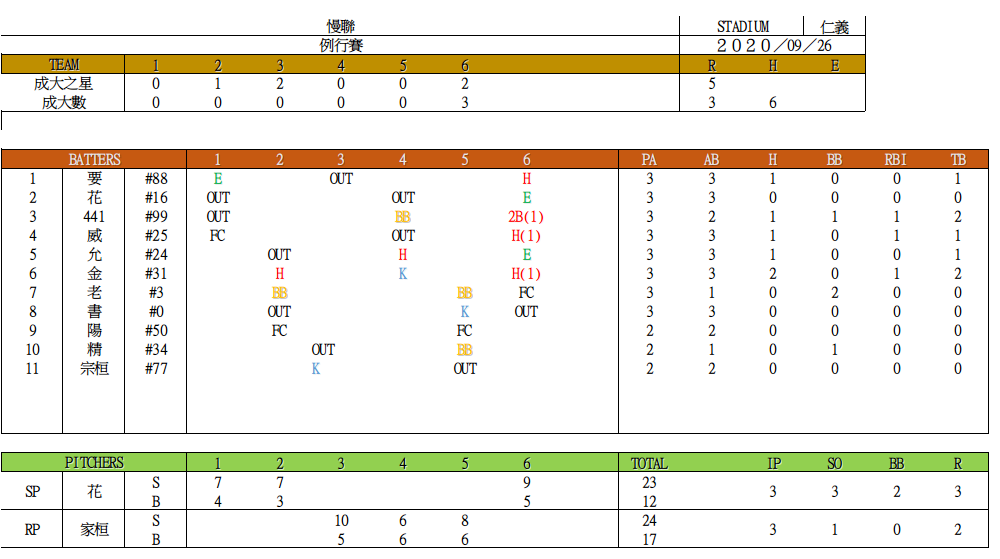 慢聯 STADIUM 仁義
例行賽 ２０２０／09／26
TEAM 1 2 3 4 5 6 R H E
成大之星 0 1 2 0 0 2 5
成大數 0 0 0 0 0 3 3 6
BATTERS 1 2 3 4 5 6 PA AB H BB RBI TB
1 要 #88 E OUT H 3 3 1 0 0 1
2 花 #16 OUT OUT E 3 3 0 0 0 0
3 441 #99 OUT BB 2B(1) 3 2 1 1 1 2
4 威 #25 FC OUT H(1) 3 3 1 0 1 1
5 允 #24 OUT H E 3 3 1 0 0 1
6 金 #31 H K H(1) 3 3 2 0 1 2
7 老 #3 BB BB FC 3 1 0 2 0 0
8 書 #0 OUT K OUT 3 3 0 0 0 0
9 陽 #50 FC FC 2 2 0 0 0 0
10 精 #34 OUT BB 2 1 0 1 0 0
11 宗桓 #77 K OUT 2 2 0 0 0 0
PITCHERS 1 2 3 4 5 6 TOTAL IP SO BB R
SP 花 S 7 7 9 23 3 3 2 3
B 4 3 5 12
RP 家桓 S 10 6 8 24 3 1 0 2
B 5 6 6 17